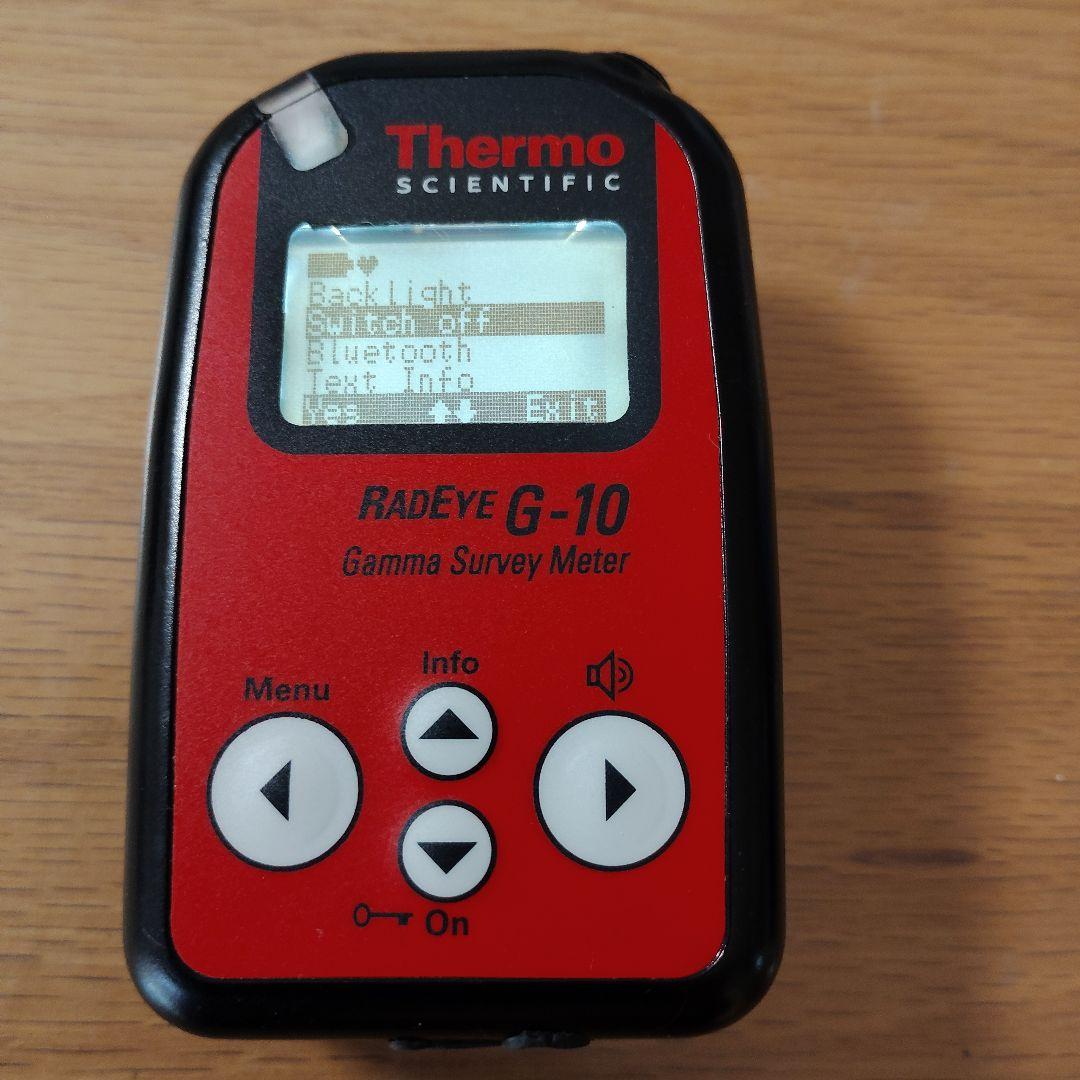 Thermo
SCIENTIFIC
Backlight
Switch off
Bluetooth
Text Info
Yes Exit
RADEYE G-10
Gamma Survey Meter
Info
Menu
On